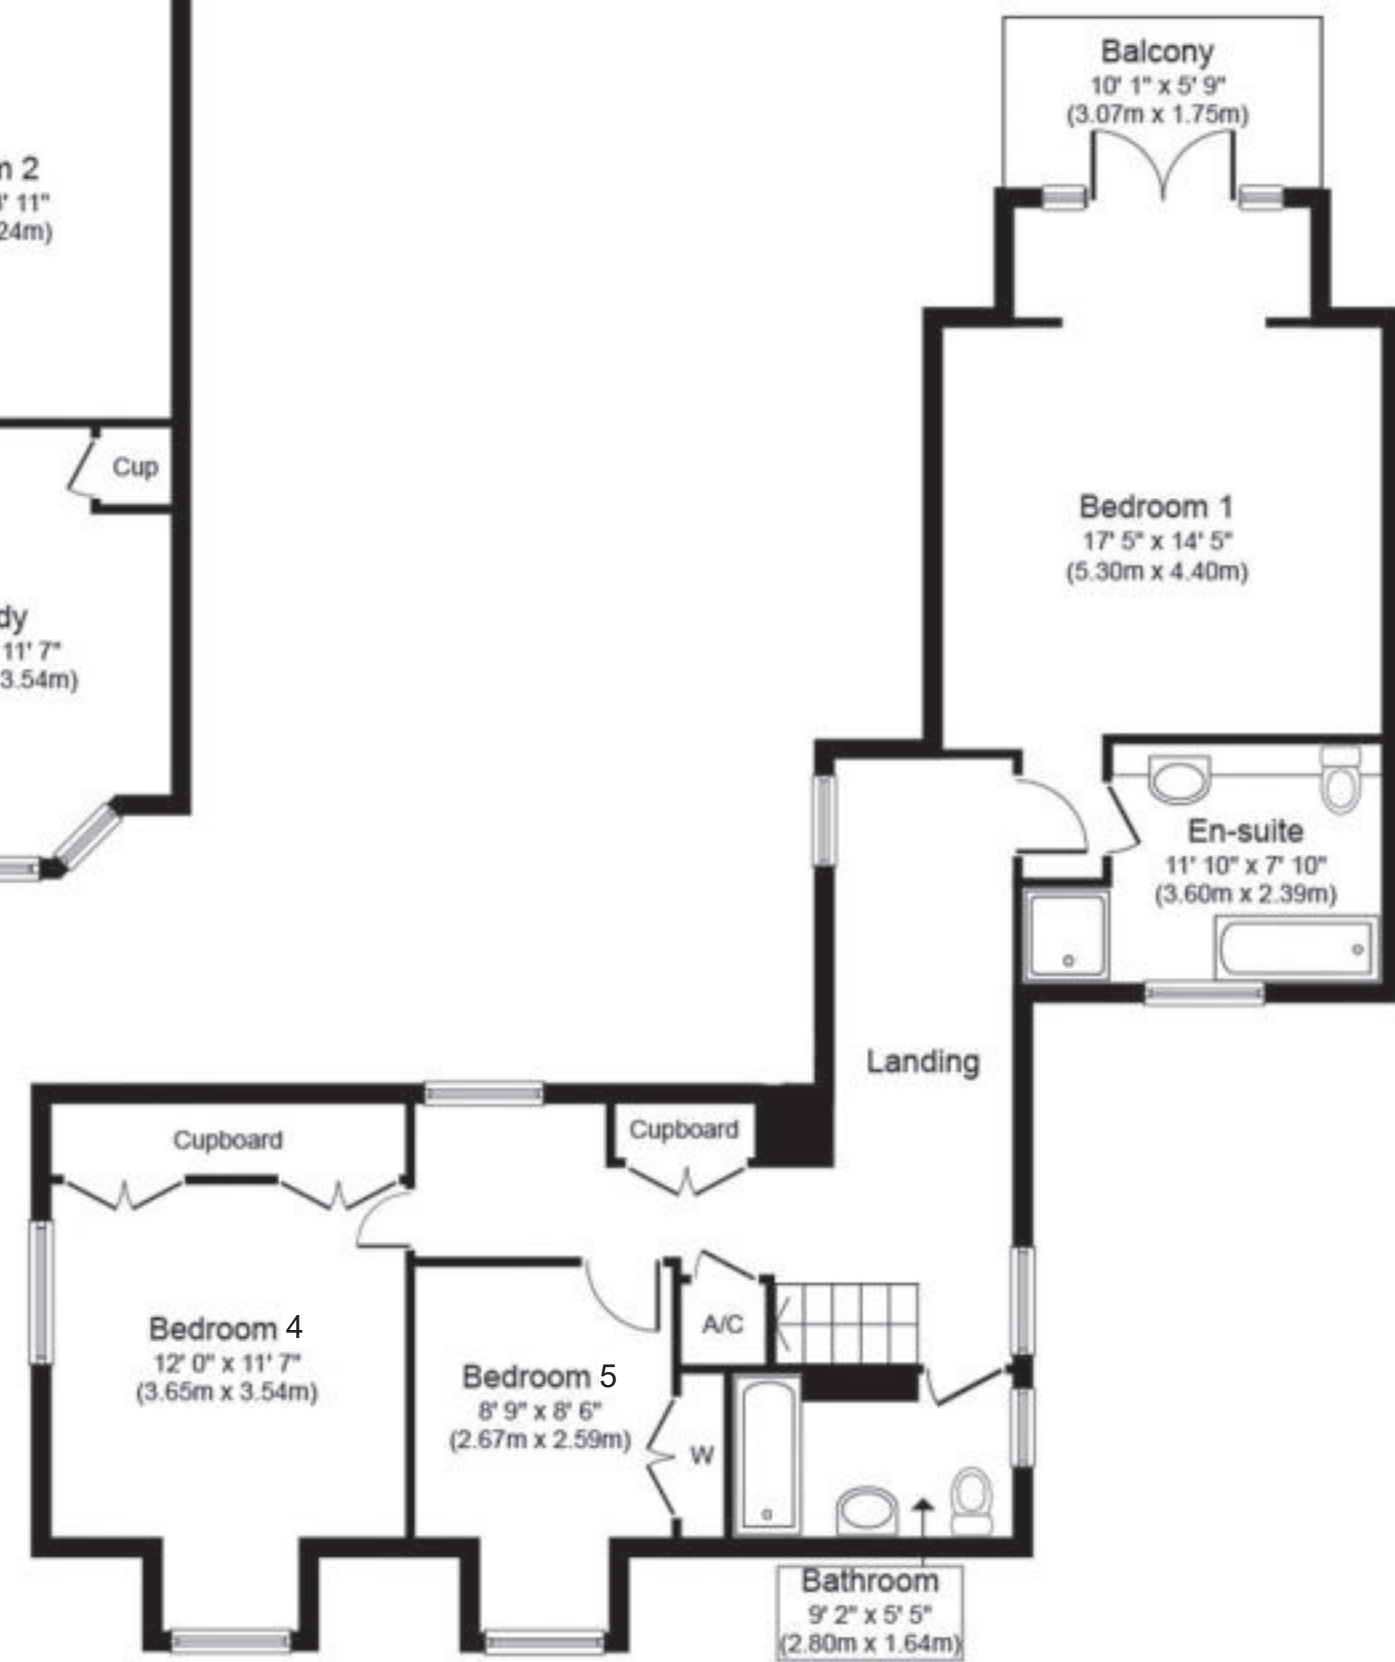 Balcony
10' 1" x 5' 9"
(3.07m x 1.75m)
2
11"
24m)
Cup
Bedroom 1
17' 5" x 14' 5"
(5.30m x 4.40m)
dy
11' 7"
3.54m)
En-suite
11' 10" x 7' 10"
(3.60m x 2.39m)
Landing
Cupboard
Cupboard
Bedroom 4
12' 0" x 11' 7"
(3.65m x 3.54m)
A/C
Bedroom 5
8' 9" x 8' 6"
(2.67m x 2.59m)
W
Bathroom
9' 2" x 5' 5"
(2.80m x 1.64m)